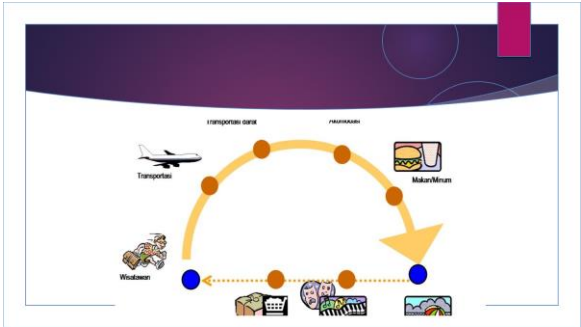 Transportasi darat
Akomodasi
Transportasi
Makan/Minum
Wisatawan